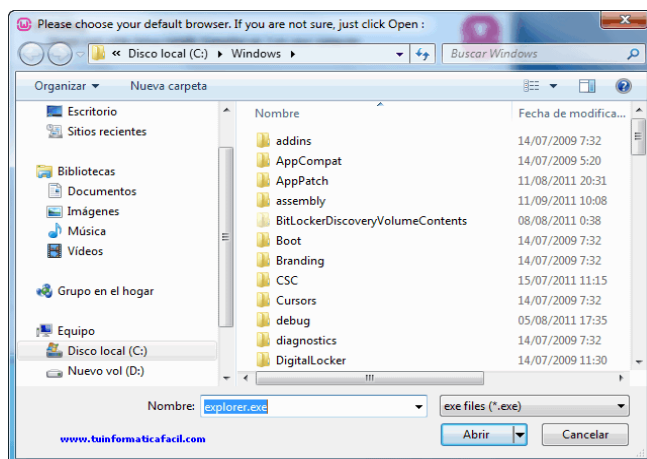 Please choose your default browser. If you are not sure, just click Open :
« Disco local (C:) ▸ Windows ▸ Buscar Windows
Organizar ▾ Nueva carpeta
Escritorio
Sitios recientes
Bibliotecas
Documentos
Imágenes
Música
Vídeos
Grupo en el hogar
Equipo
Disco local (C:)
Nuevo vol (D:)
Nombre Fecha de modifica...
addins 14/07/2009 7:32
AppCompat 14/07/2009 5:20
AppPatch 11/08/2011 20:31
assembly 11/09/2011 10:08
BitLockerDiscoveryVolumeContents 08/08/2011 0:38
Boot 14/07/2009 7:32
Branding 14/07/2009 7:32
CSC 15/07/2011 11:15
Cursors 14/07/2009 7:32
debug 05/08/2011 17:35
diagnostics 14/07/2009 7:32
DigitalLocker 14/07/2009 11:30
Nombre: explorer.exe exe files (*.exe)
www.tuinformaticafacil.com Abrir Cancelar